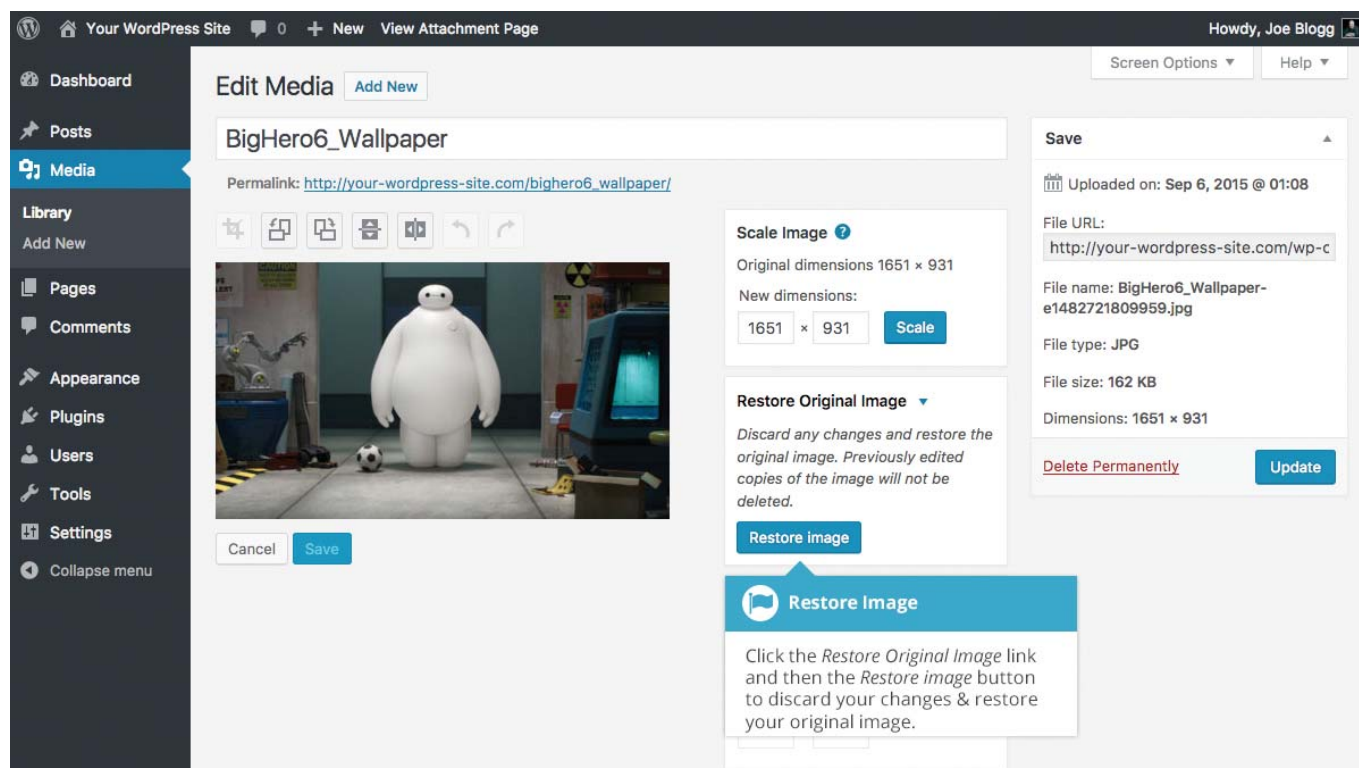 Your WordPress Site 0 + New View Attachment Page Howdy, Joe Blogg
Screen Options ▼ Help ▼
Dashboard
Posts
Media
Library
Add New
Pages
Comments
Appearance
Plugins
Users
Tools
Settings
Collapse menu
Edit Media Add New
BigHero6_Wallpaper
Permalink: http://your-wordpress-site.com/bighero6_wallpaper/
CAUTION
Cancel Save
Scale Image ?
Original dimensions 1651 × 931
New dimensions:
1651 × 931 Scale
Restore Original Image ▼
Discard any changes and restore the
original image. Previously edited
copies of the image will not be
deleted.
Restore image
Restore Image
Click the Restore Original Image link
and then the Restore image button
to discard your changes & restore
your original image.
Save ▲
Uploaded on: Sep 6, 2015 @ 01:08
File URL:
http://your-wordpress-site.com/wp-c
File name: BigHero6_Wallpaper-
e1482721809959.jpg
File type: JPG
File size: 162 KB
Dimensions: 1651 × 931
Delete Permanently Update